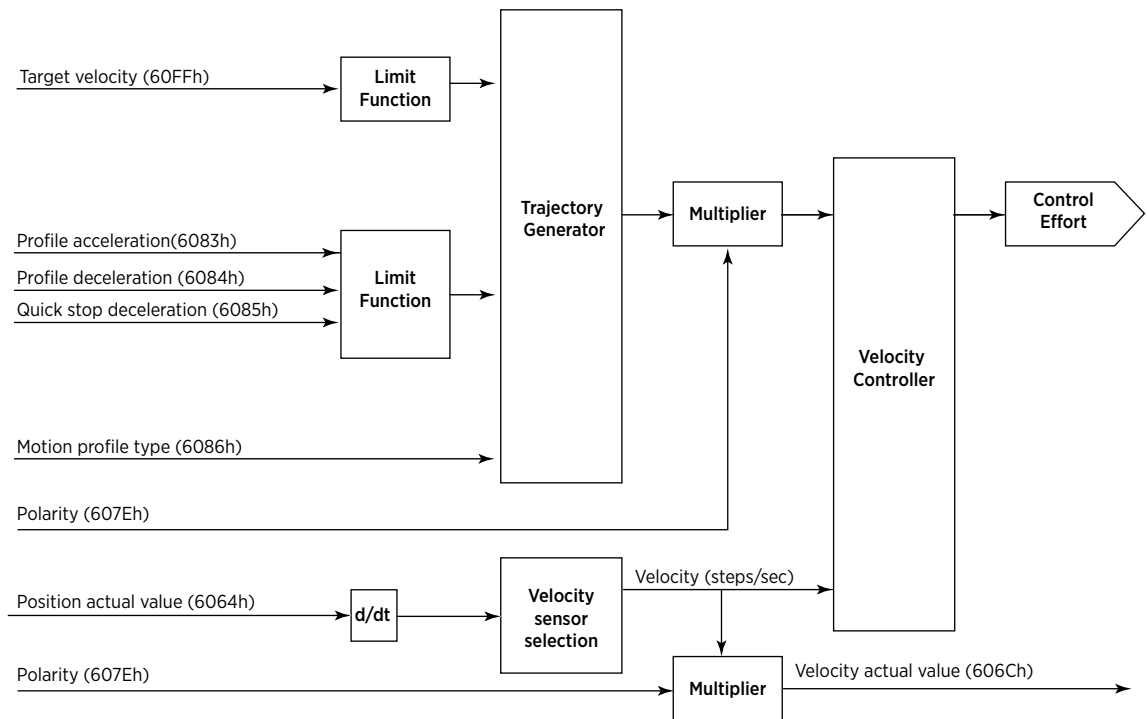 Target velocity (60FFh)
Limit
Function
Profile acceleration(6083h)
Profile deceleration (6084h)
Quick stop deceleration (6085h)
Limit
Function
Trajectory
Generator
Multiplier
Control
Effort
Velocity
Controller
Motion profile type (6086h)
Polarity (607Eh)
Position actual value (6064h)
d/dt
Velocity
sensor
selection
Velocity (steps/sec)
Polarity (607Eh)
Multiplier
Velocity actual value (606Ch)